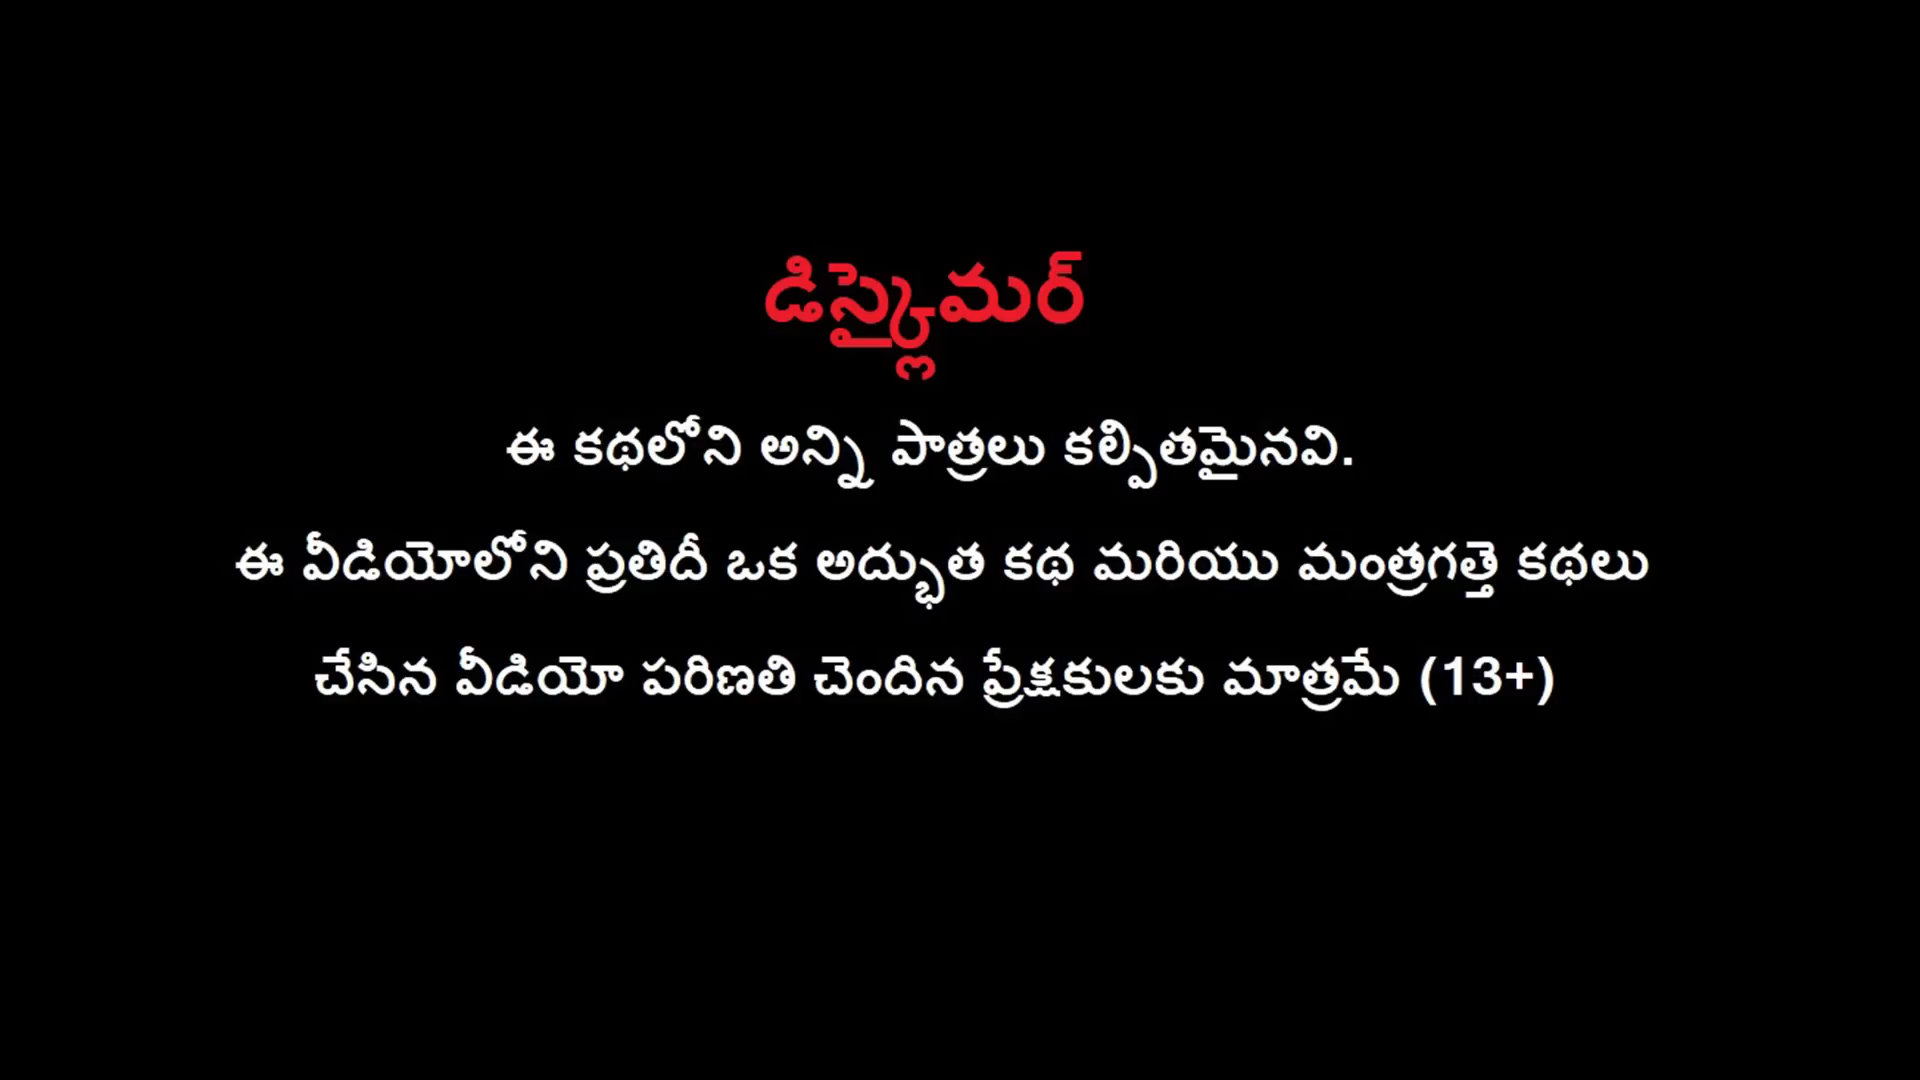 డిస్క్లైమర్
ఈ కథలోని అన్ని పాత్రలు కల్పితమైనవి.
ఈ వీడియోలోని ప్రతిదీ ఒక అద్భుత కథ మరియు మంత్రగత్తె కథలు
చేసిన వీడియో పరిణతి చెందిన ప్రేక్షకులకు మాత్రమే (13+)